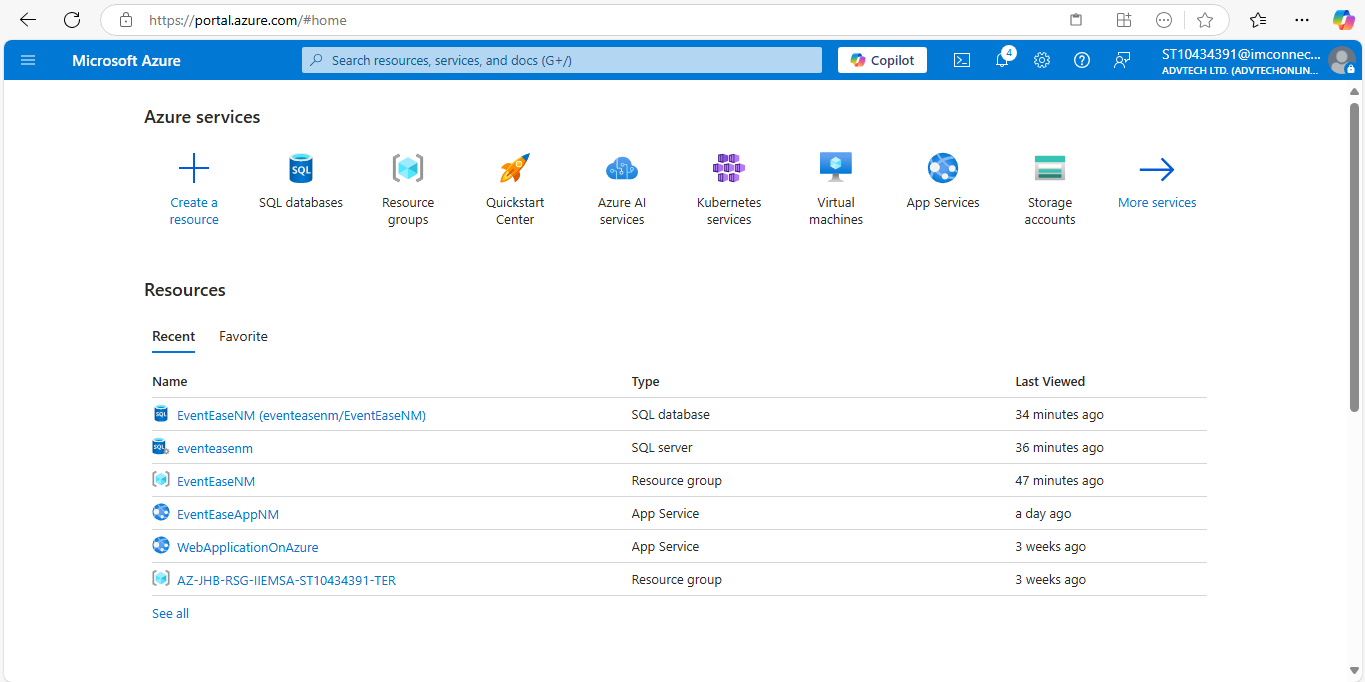 https://portal.azure.com/#home
Microsoft Azure
Search resources, services, and docs (G+/)
Copilot
4
ST10434391@imconnec...
ADVTECH LTD. (ADVTECHONLIN...
Azure services
Create a resource
SQL databases
Resource groups
Quickstart Center
Azure AI services
Kubernetes services
Virtual machines
App Services
Storage accounts
More services
Resources
Recent Favorite
Name Type Last Viewed
EventEaseNM (eventeasenm/EventEaseNM) SQL database 34 minutes ago
eventeasenm SQL server 36 minutes ago
EventEaseNM Resource group 47 minutes ago
EventEaseAppNM App Service a day ago
WebApplicationOnAzure App Service 3 weeks ago
AZ-JHB-RSG-IIEMSA-ST10434391-TER Resource group 3 weeks ago
See all